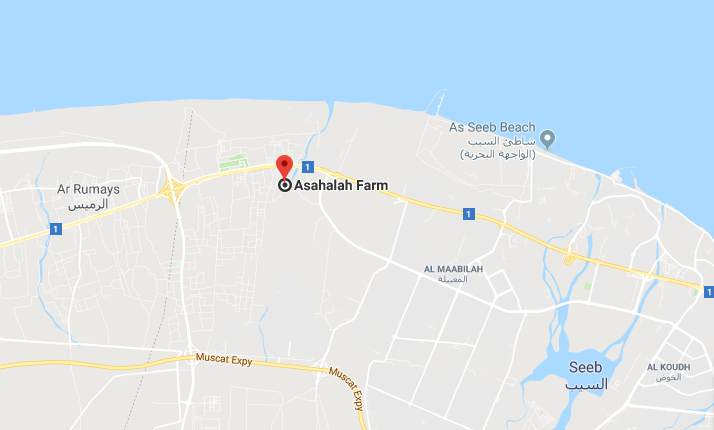 As Seeb Beach
شاطئ السيب
(الواجهة البحرية)
1
Asahalah Farm
Ar Rumays
الرميس
1
1
AL MAABILAH
المعبيلة
1
Muscat Expy
Muscat Expy
Seeb
السيب
AL KOUDH
الخوض